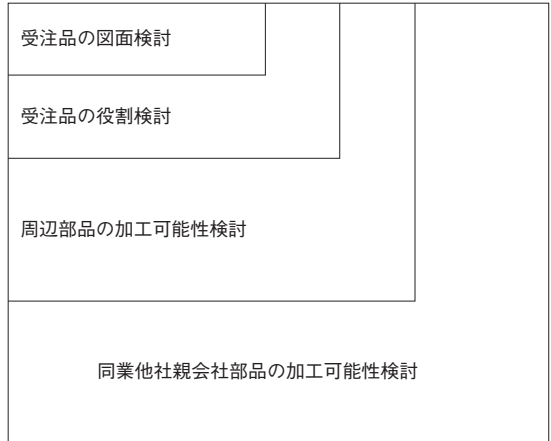 受注品の図面検討
受注品の役割検討
周辺部品の加工可能性検討
同業他社親会社部品の加工可能性検討